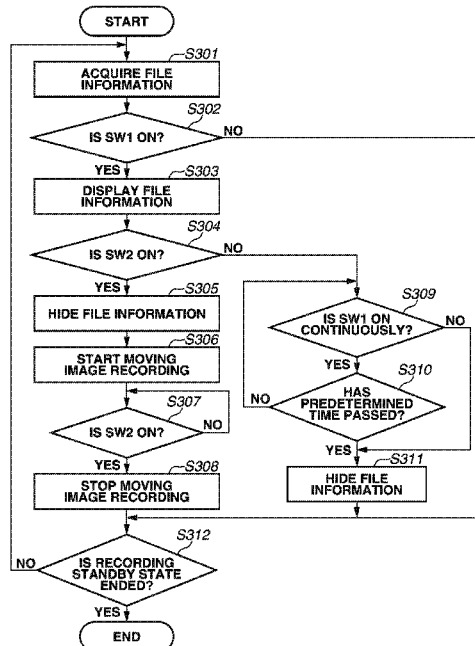 START
S301
ACQUIRE FILE
INFORMATION
S302
IS SW1 ON?
NO
YES
S303
DISPLAY FILE
INFORMATION
S304
IS SW2 ON?
NO
YES
S305
HIDE FILE INFORMATION
S306
START MOVING
IMAGE RECORDING
S307
IS SW2 ON?
NO
YES
S308
STOP MOVING
IMAGE RECORDING
S309
IS SW1 ON
CONTINUOUSLY?
NO
YES
S310
HAS
PREDETERMINED
TIME PASSED?
NO
YES
S311
HIDE FILE
INFORMATION
S312
IS RECORDING
STANDBY STATE
ENDED?
NO
YES
END